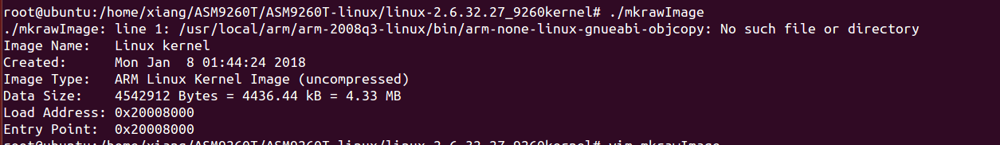 root@ubuntu:/home/xiang/ASM9260T/ASM9260T-linux/linux-2.6.32.27_9260kernel# ./mkrawImage
./mkrawImage: line 1: /usr/local/arm/arm-2008q3-linux/bin/arm-none-linux-gnueabi-objcopy: No such file or directory
Image Name:   Linux kernel
Created:      Mon Jan  8 01:44:24 2018
Image Type:   ARM Linux Kernel Image (uncompressed)
Data Size:    4542912 Bytes = 4436.44 kB = 4.33 MB
Load Address: 0x20008000
Entry Point:  0x20008000
root@ubuntu:/home/xiang/ASM9260T/ASM9260T-linux/linux-2.6.32.27_9260kernel# vim mkrawImage